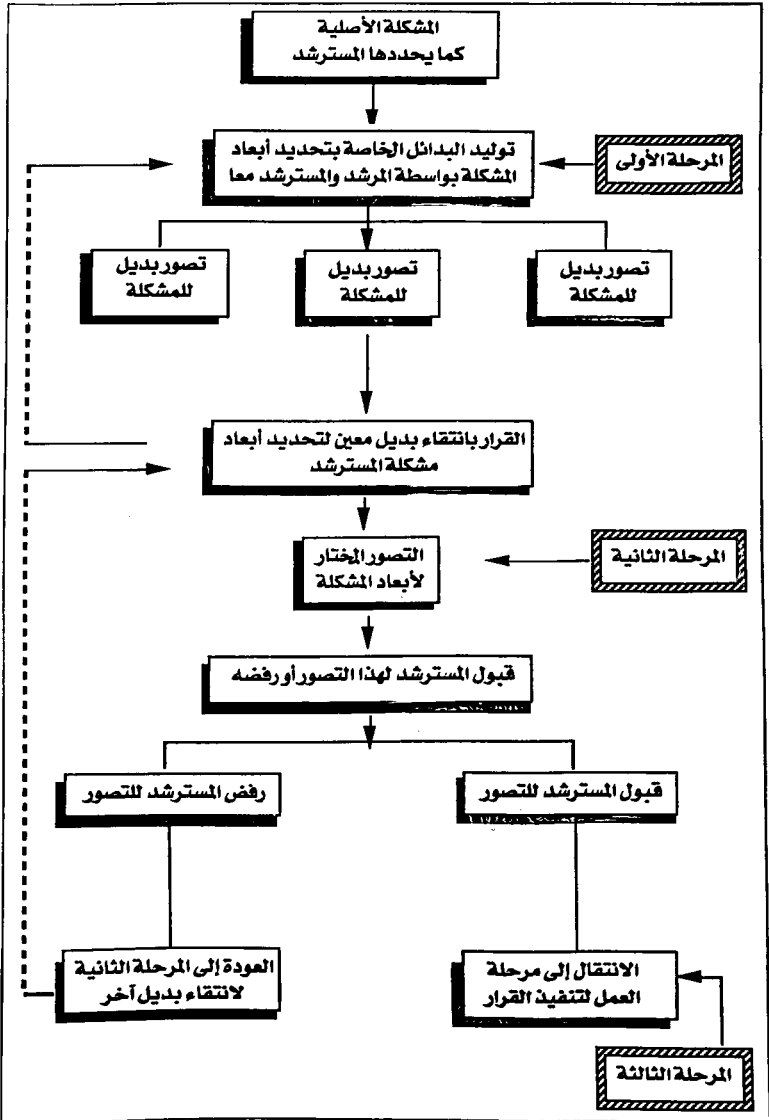 المشكلة الأصلية
كما يحددها المسترشد
توليد البدائل الخاصة بتحديد أبعاد
المشكلة بواسطة المرشد والمسترشد معا
المرحلة الأولى
تصور بديل
للمشكلة
تصور بديل
للمشكلة
تصور بديل
للمشكلة
القرار بانتقاء بديل معين لتحديد أبعاد
مشكلة المسترشد
التصور المختار
لأبعاد المشكلة
المرحلة الثانية
قبول المسترشد لهذا التصور أو رفضه
قبول المسترشد للتصور
رفض المسترشد للتصور
الانتقال إلى مرحلة
العمل لتنفيذ القرار
العودة إلى المرحلة الثانية
لانتقاء بديل آخر
المرحلة الثالثة